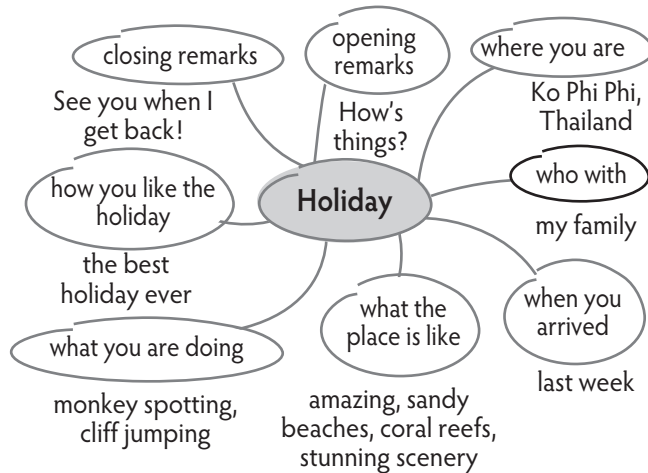 closing remarks
See you when I
get back!
opening
remarks
How's
things?
where you are
Ko Phi Phi,
Thailand
how you like the
holiday
the best
holiday ever
Holiday
who with
my family
what you are doing
monkey spotting,
cliff jumping
what the
place is like
amazing, sandy
beaches, coral reefs,
stunning scenery
when you
arrived
last week